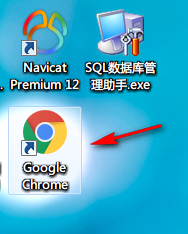 Navicat
Premium 12
SQL数据库管
理助手.exe
Google
Chrome